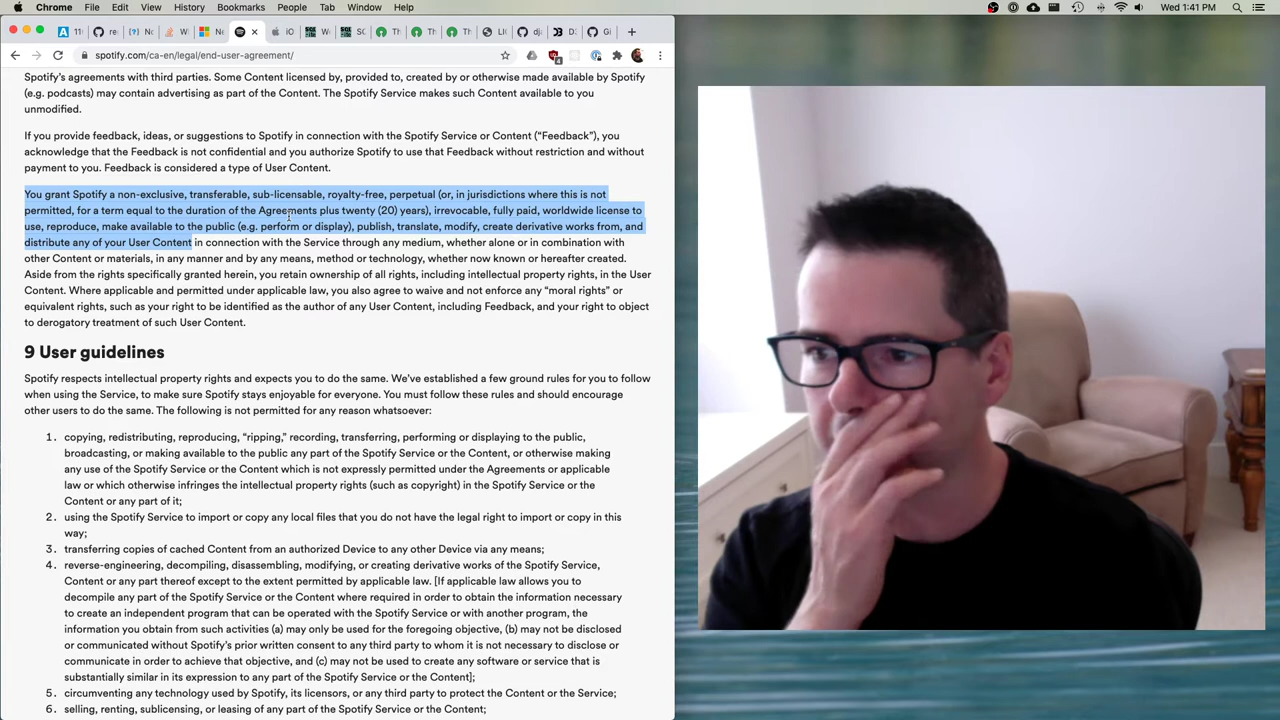 Chrome File Edit View History Bookmarks People Tab Window Help Wed 1:41 PM
spotify.com/ca-en/legal/end-user-agreement/
Spotify’s agreements with third parties. Some Content licensed by, provided to, created by or otherwise made available by Spotify
(e.g. podcasts) may contain advertising as part of the Content. The Spotify Service makes such Content available to you
unmodified.
If you provide feedback, ideas, or suggestions to Spotify in connection with the Spotify Service or Content (“Feedback”), you
acknowledge that the Feedback is not confidential and you authorize Spotify to use that Feedback without restriction and without
payment to you. Feedback is considered a type of User Content.
You grant Spotify a non-exclusive, transferable, sub-licensable, royalty-free, perpetual (or, in jurisdictions where this is not
permitted, for a term equal to the duration of the Agreements plus twenty (20) years), irrevocable, fully paid, worldwide license to
use, reproduce, make available to the public (e.g. perform or display), publish, translate, modify, create derivative works from, and
distribute any of your User Content in connection with the Service through any medium, whether alone or in combination with
other Content or materials, in any manner and by any means, method or technology, whether now known or hereafter created.
Aside from the rights specifically granted herein, you retain ownership of all rights, including intellectual property rights, in the User
Content. Where applicable and permitted under applicable law, you also agree to waive and not enforce any “moral rights” or
equivalent rights, such as your right to be identified as the author of any User Content, including Feedback, and your right to object
to derogatory treatment of such User Content.
9 User guidelines
Spotify respects intellectual property rights and expects you to do the same. We’ve established a few ground rules for you to follow
when using the Service, to make sure Spotify stays enjoyable for everyone. You must follow these rules and should encourage
other users to do the same. The following is not permitted for any reason whatsoever:
1. copying, redistributing, reproducing, “ripping,” recording, transferring, performing or displaying to the public,
broadcasting, or making available to the public any part of the Spotify Service or the Content, or otherwise making
any use of the Spotify Service or the Content which is not expressly permitted under the Agreements or applicable
law or which otherwise infringes the intellectual property rights (such as copyright) in the Spotify Service or the
Content or any part of it;
2. using the Spotify Service to import or copy any local files that you do not have the legal right to import or copy in this
way;
3. transferring copies of cached Content from an authorized Device to any other Device via any means;
4. reverse-engineering, decompiling, disassembling, modifying, or creating derivative works of the Spotify Service,
Content or any part thereof except to the extent permitted by applicable law. [If applicable law allows you to
decompile any part of the Spotify Service or the Content where required in order to obtain the information necessary
to create an independent program that can be operated with the Spotify Service or with another program, the
information you obtain from such activities (a) may only be used for the foregoing objective, (b) may not be disclosed
or communicated without Spotify’s prior written consent to any third party to whom it is not necessary to disclose or
communicate in order to achieve that objective, and (c) may not be used to create any software or service that is
substantially similar in its expression to any part of the Spotify Service or the Content];
5. circumventing any technology used by Spotify, its licensors, or any third party to protect the Content or the Service;
6. selling, renting, sublicensing, or leasing of any part of the Spotify Service or the Content;